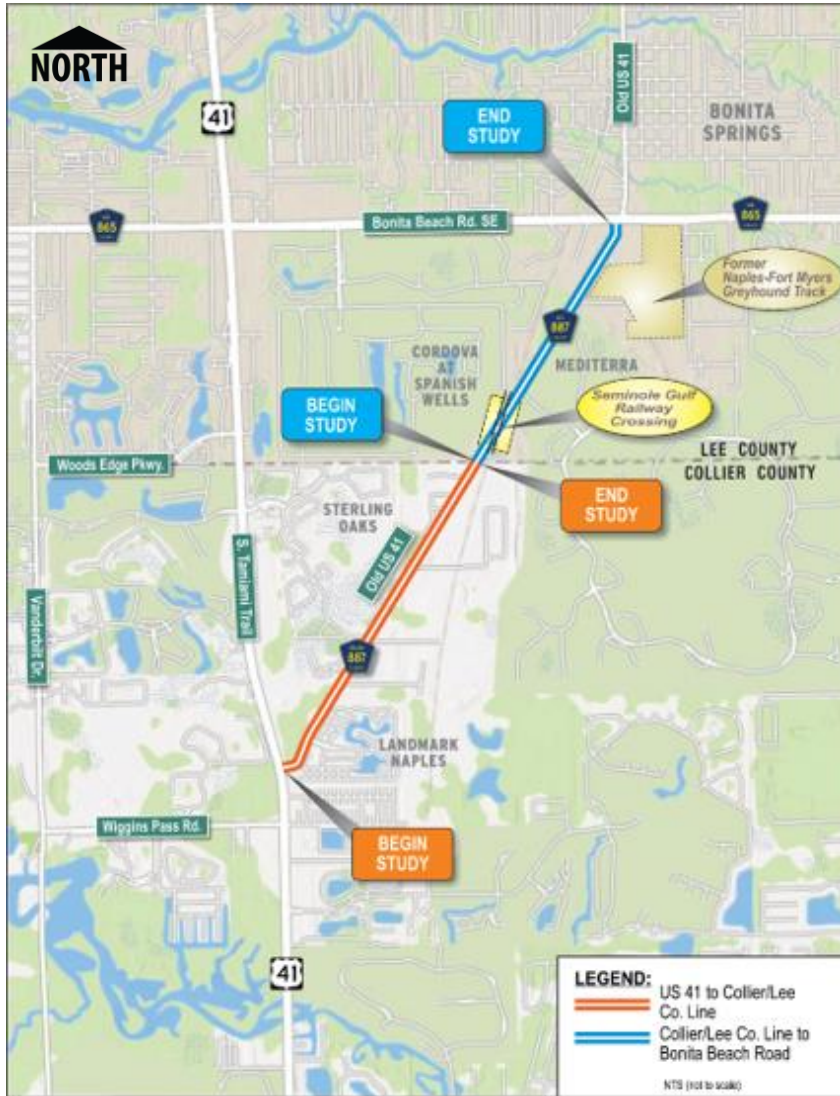 NORTH
Old US 41
41
END
STUDY
BONITA
SPRINGS
865
Bonita Beach Rd. SE
865
Former
Naples-Fort Myers
Greyhound Track
887
CORDOVA
AT
SPANISH
WELLS
MEDITERRA
BEGIN
STUDY
Seminole Gulf
Railway
Crossing
LEE COUNTY
COLLIER COUNTY
Woods Edge Pkwy.
END
STUDY
STERLING
OAKS
Old US 41
S. Tamiami Trail
Vanderbilt Dr.
887
LANDMARK
NAPLES
Wiggins Pass Rd.
BEGIN
STUDY
41
LEGEND:
US 41 to Collier/Lee
Co. Line
Collier/Lee Co. Line to
Bonita Beach Road
NTS (not to scale)